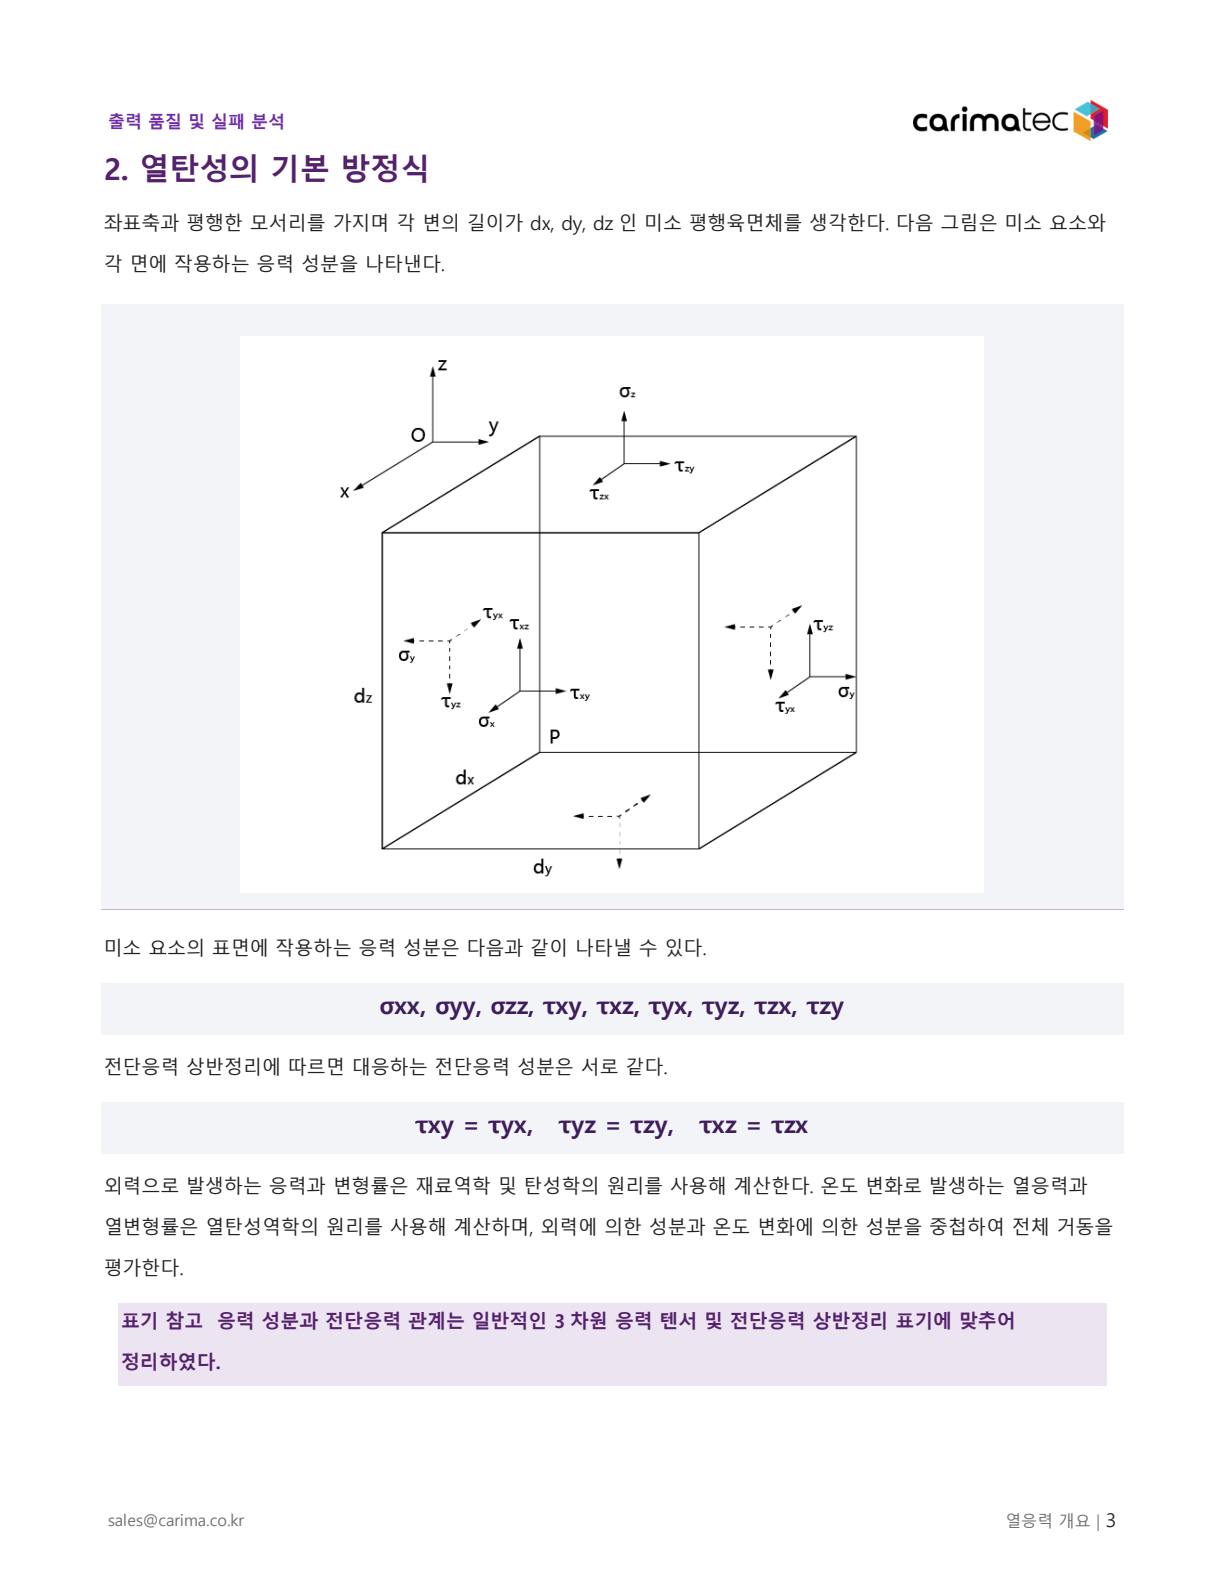 출력 품질 및 실패 분석
carimatec
2. 열탄성의 기본 방정식
좌표축과 평행한 모서리를 가지며 각 변의 길이가 dx, dy, dz 인 미소 평행육면체를 생각한다. 다음 그림은 미소 요소와
각 면에 작용하는 응력 성분을 나타낸다.
z
σz
O
y
τzy
x
τzx
τyx
τxz
τyz
σy
dz
τyz
τxy
σy
σx
τyx
P
dx
dy
미소 요소의 표면에 작용하는 응력 성분은 다음과 같이 나타낼 수 있다.
σxx, σyy, σzz, τxy, τxz, τyx, τyz, τzx, τzy
전단응력 상반정리에 따르면 대응하는 전단응력 성분은 서로 같다.
τxy = τyx, τyz = τzy, τxz = τzx
외력으로 발생하는 응력과 변형률은 재료역학 및 탄성학의 원리를 사용해 계산한다. 온도 변화로 발생하는 열응력과
열변형률은 열탄성역학의 원리를 사용해 계산하며, 외력에 의한 성분과 온도 변화에 의한 성분을 중첩하여 전체 거동을
평가한다.
표기 참고 응력 성분과 전단응력 관계는 일반적인 3 차원 응력 텐서 및 전단응력 상반정리 표기에 맞추어
정리하였다.
sales@carima.co.kr
열응력 개요 | 3